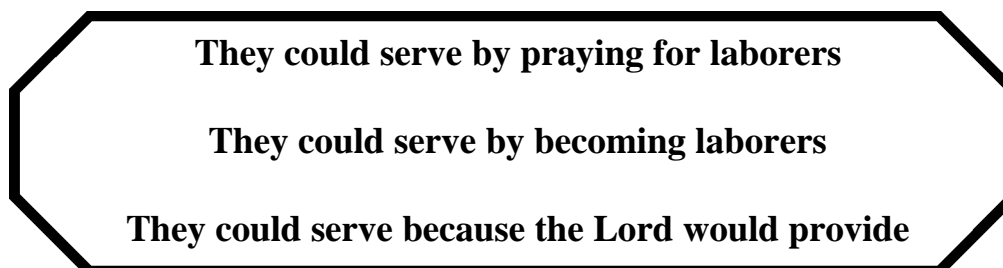 They could serve by praying for laborers
They could serve by becoming laborers
They could serve because the Lord would provide